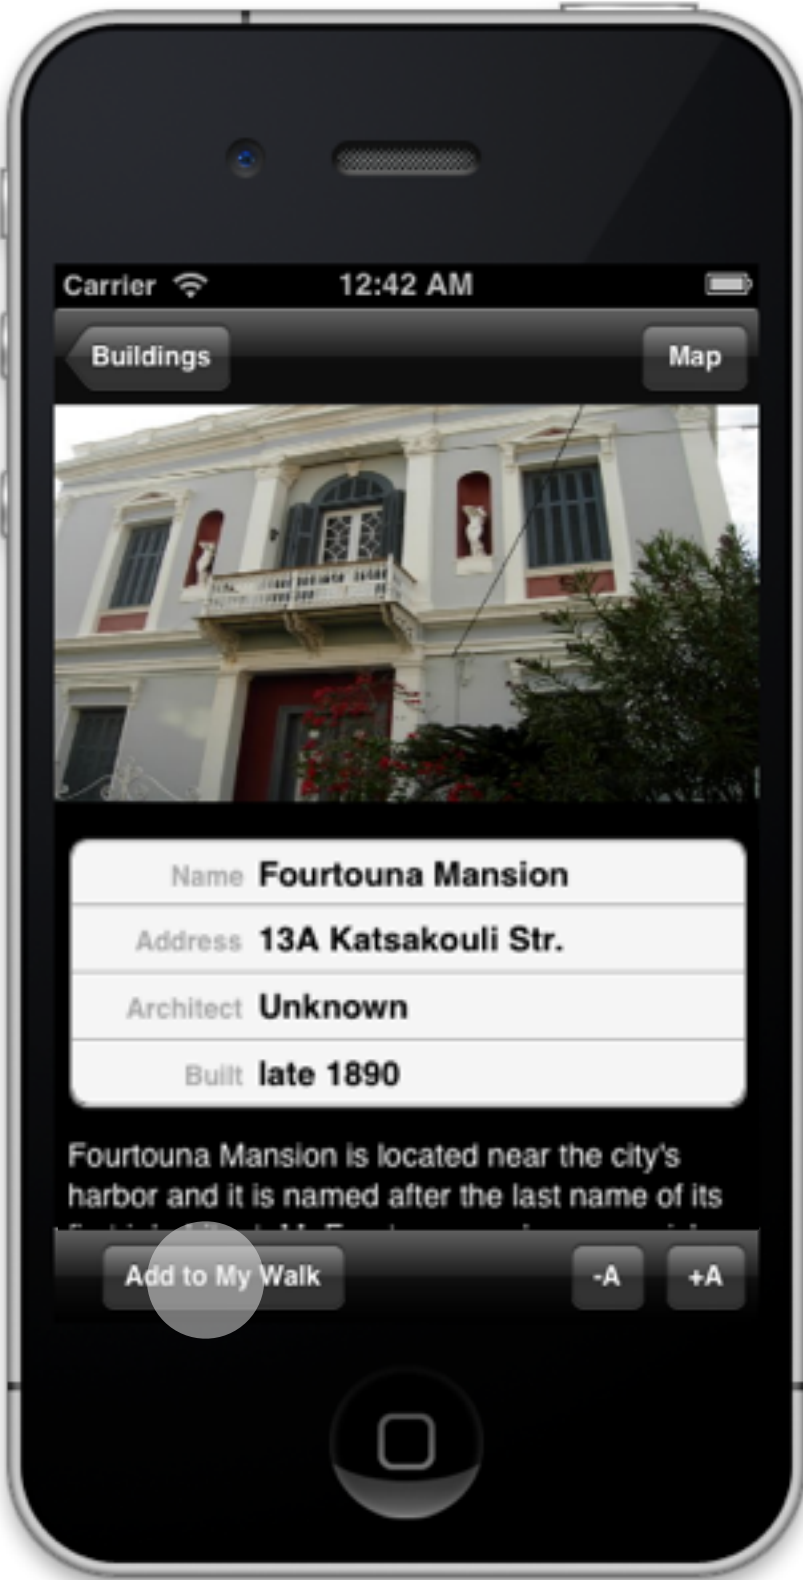 Carrier 12:42 AM
Buildings Map
Name Fourtouna Mansion
Address 13A Katsakouli Str.
Architect Unknown
Built late 1890
Fourtouna Mansion is located near the city's
harbor and it is named after the last name of its
Add to My Walk -A +A